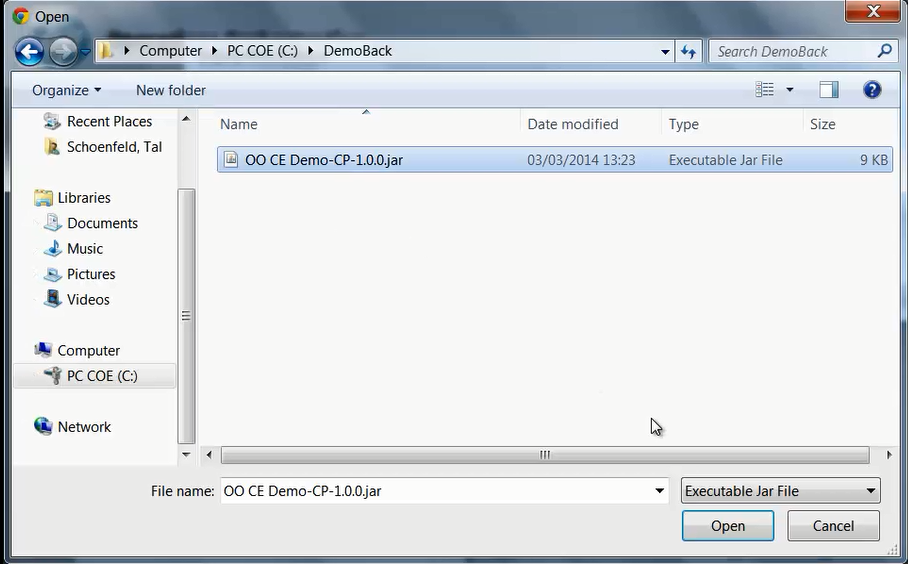 Open
Computer PC COE (C:) DemoBack
Search DemoBack
Organize New folder
Recent Places
Schoenfeld, Tal
Libraries
Documents
Music
Pictures
Videos
Computer
PC COE (C:)
Network
Name Date modified Type Size
OO CE Demo-CP-1.0.0.jar 03/03/2014 13:23 Executable Jar File 9 KB
File name: OO CE Demo-CP-1.0.0.jar Executable Jar File
Open Cancel